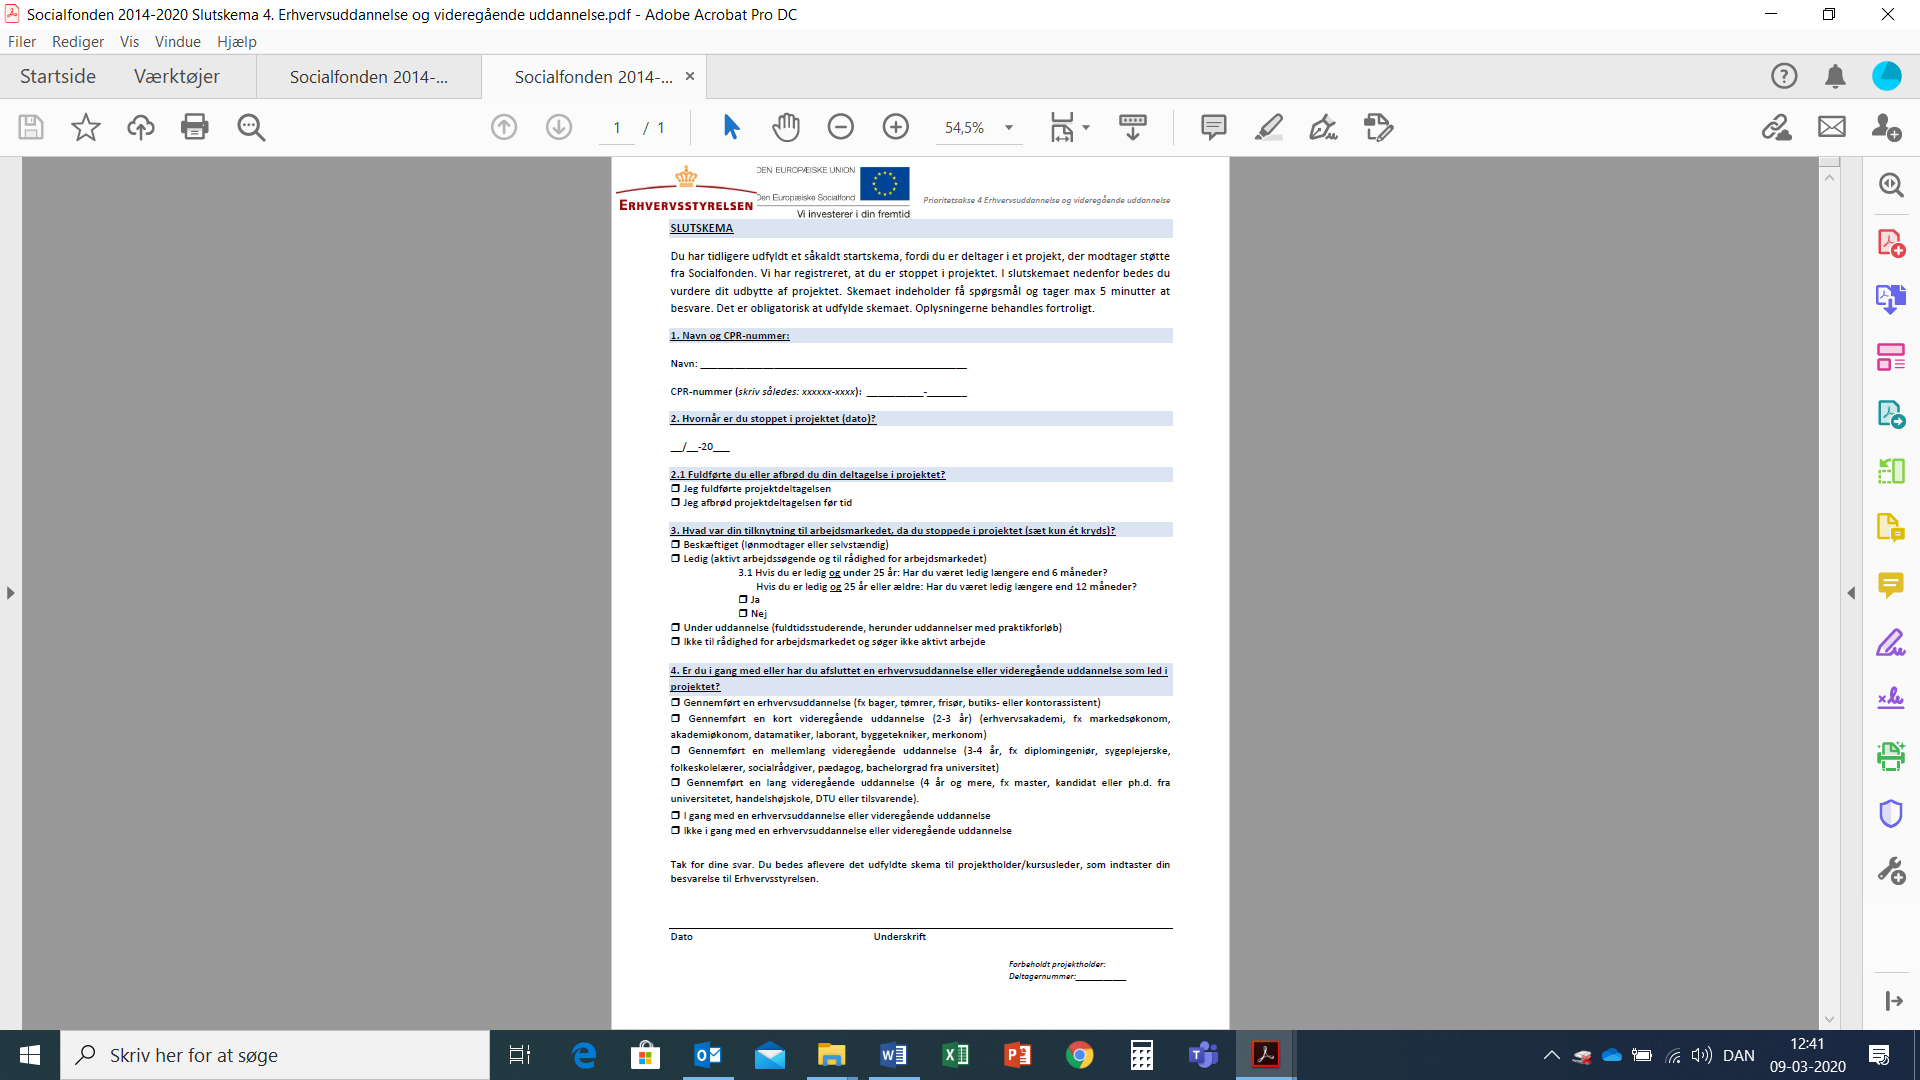 Socialfonden 2014-2020 Slutskema 4. Erhvervsuddannelse og videregående uddannelse.pdf - Adobe Acrobat Pro DC
Filer Rediger Vis Vindue Hjælp
Startside Værktøjer Socialfonden 2014-... Socialfonden 2014-...
1 / 1 54,5%
DEN EUROPÆISKE UNION
Den Europæiske Socialfond
ERHVERVSSTYRELSEN
Vi investerer i din fremtid
Prioritetsakse 4 Erhvervsuddannelse og videregående uddannelse
SLUTSKEMA
Du har tidligere udfyldt et såkaldt startskema, fordi du er deltager i et projekt, der modtager støtte
fra Socialfonden. Vi har registreret, at du er stoppet i projektet. I slutskemaet nedenfor bedes du
vurdere dit udbytte af projektet. Skemaet indeholder få spørgsmål og tager max 5 minutter at
besvare. Det er obligatorisk at udfylde skemaet. Oplysningerne behandles fortroligt.
1. Navn og CPR-nummer:
Navn: _______________________________________________
CPR-nummer (skriv således: xxxxxx-xxxx): __________-_______
2. Hvornår er du stoppet i projektet (dato)?
__/__-20___
2.1 Fuldførte du eller afbrød du din deltagelse i projektet?
❒ Jeg fuldførte projektdeltagelsen
❒ Jeg afbrød projektdeltagelsen før tid
3. Hvad var din tilknytning til arbejdsmarkedet, da du stoppede i projektet (sæt kun ét kryds)?
❒ Beskæftiget (lønmodtager eller selvstændig)
❒ Ledig (aktivt arbejdssøgende og til rådighed for arbejdsmarkedet)
3.1 Hvis du er ledig og under 25 år: Har du været ledig længere end 6 måneder?
Hvis du er ledig og 25 år eller ældre: Har du været ledig længere end 12 måneder?
❒ Ja
❒ Nej
❒ Under uddannelse (fuldtidsstuderende, herunder uddannelser med praktikforløb)
❒ Ikke til rådighed for arbejdsmarkedet og søger ikke aktivt arbejde
4. Er du i gang med eller har du afsluttet en erhvervsuddannelse eller videregående uddannelse som led i
projektet?
❒ Gennemført en erhvervsuddannelse (fx bager, tømrer, frisør, butiks- eller kontorassistent)
❒ Gennemført en kort videregående uddannelse (2-3 år) (erhvervsakademi, fx markedsøkonom,
akademiøkonom, datamatiker, laborant, byggetekniker, merkonom)
❒ Gennemført en mellemlang videregående uddannelse (3-4 år, fx diplomingeniør, sygeplejerske,
folkeskolelærer, socialrådgiver, pædagog, bachelorgrad fra universitet)
❒ Gennemført en lang videregående uddannelse (4 år og mere, fx master, kandidat eller ph.d. fra
universitetet, handelshøjskole, DTU eller tilsvarende).
❒ I gang med en erhvervsuddannelse eller videregående uddannelse
❒ Ikke i gang med en erhvervsuddannelse eller videregående uddannelse
Tak for dine svar. Du bedes aflevere det udfyldte skema til projektholder/kursusleder, som indtaster din
besvarelse til Erhvervsstyrelsen.
Dato Underskrift
Forbeholdt projektholder:
Deltagernummer:___________
Skriv her for at søge
DAN
12:41
09-03-2020